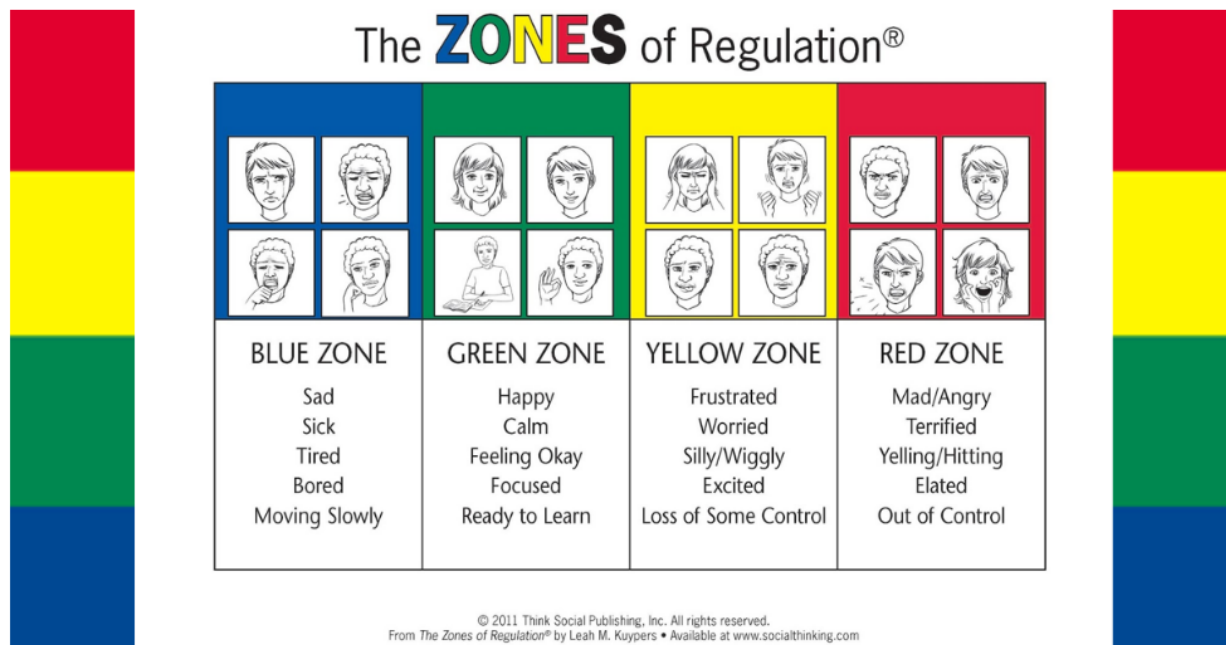 The ZONES of Regulation®
BLUE ZONE
Sad
Sick
Tired
Bored
Moving Slowly
GREEN ZONE
Happy
Calm
Feeling Okay
Focused
Ready to Learn
YELLOW ZONE
Frustrated
Worried
Silly/Wiggly
Excited
Loss of Some Control
RED ZONE
Mad/Angry
Terrified
Yelling/Hitting
Elated
Out of Control
© 2011 Think Social Publishing, Inc. All rights reserved.
From The Zones of Regulation® by Leah M. Kuypers • Available at www.socialthinking.com